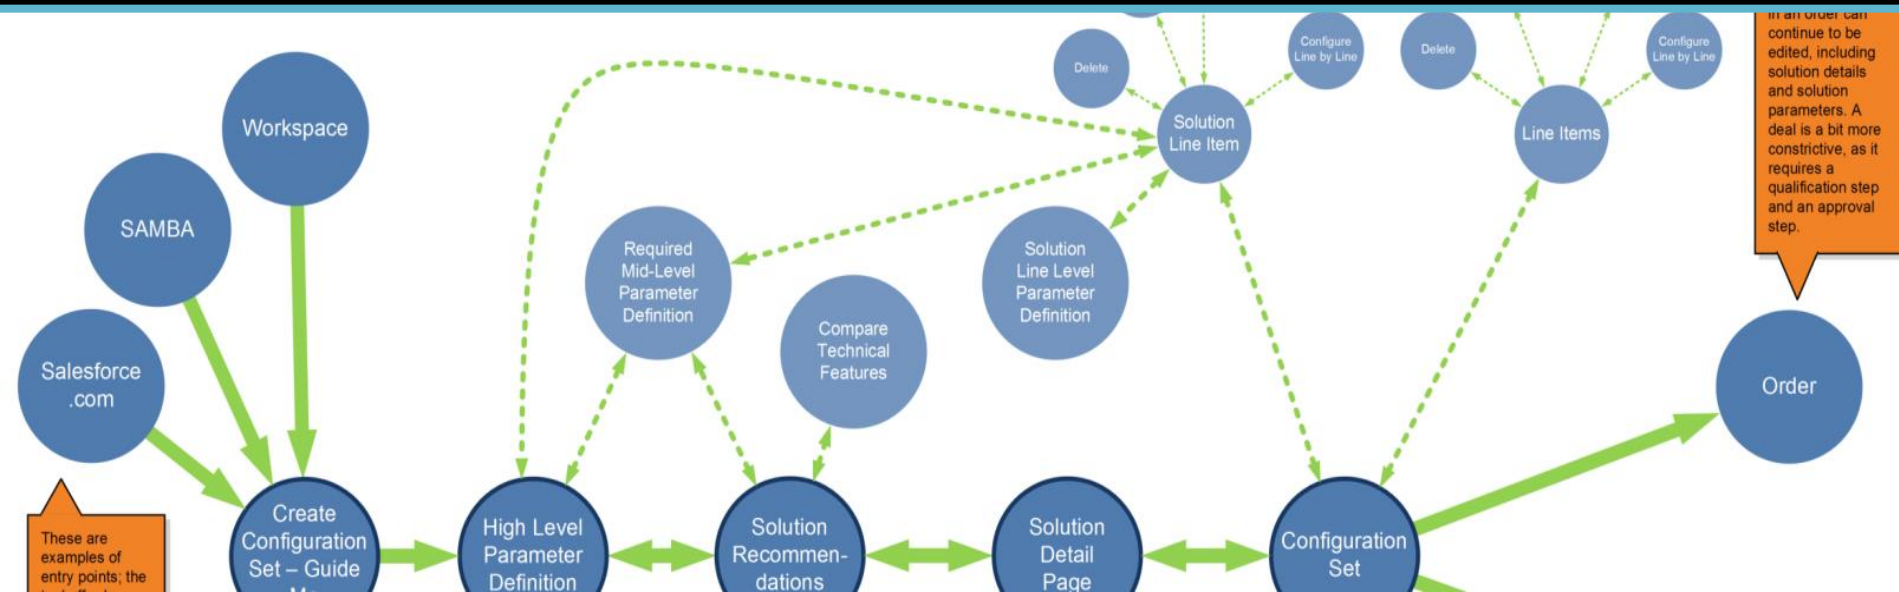 Workspace
SAMBA
Salesforce
.com
These are
examples of
entry points; the
Create
Configuration
Set – Guide
High Level
Parameter
Definition
Required
Mid-Level
Parameter
Definition
Compare
Technical
Features
Solution
Recommen-
dations
Solution
Line Level
Parameter
Definition
Solution
Detail
Page
Delete
Configure
Line by Line
Solution
Line Item
Delete
Configure
Line by Line
Line Items
Configuration
Set
in an order can
continue to be
edited, including
solution details
and solution
parameters. A
deal is a bit more
constrictive, as it
requires a
qualification step
and an approval
step.
Order